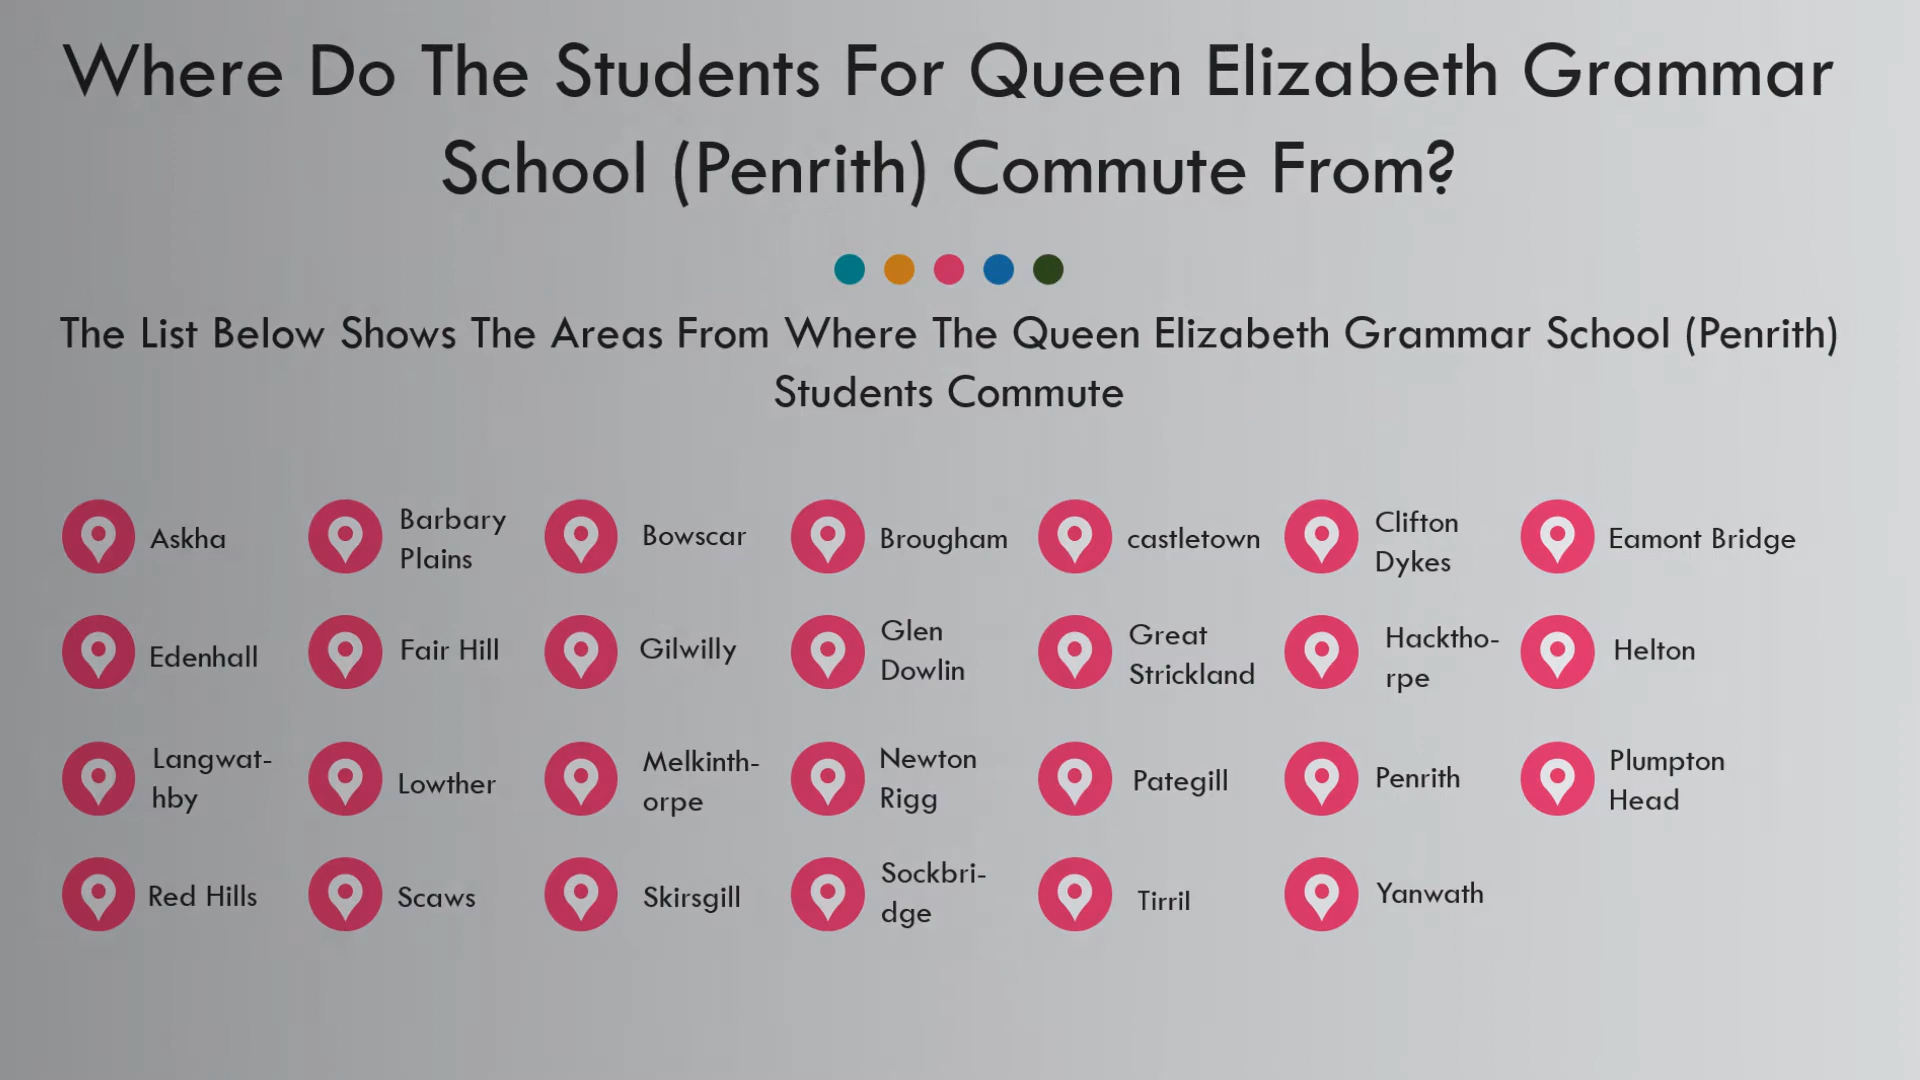 Where Do The Students For Queen Elizabeth Grammar
School (Penrith) Commute From?
The List Below Shows The Areas From Where The Queen Elizabeth Grammar School (Penrith)
Students Commute
Askha
Barbary
Plains
Bowscar
Brougham
castletown
Clifton
Dykes
Eamont Bridge
Edenhall
Fair Hill
Gilwilly
Glen
Dowlin
Great
Strickland
Hacktho-
rpe
Helton
Langwat-
hby
Lowther
Melkinth-
orpe
Newton
Rigg
Pategill
Penrith
Plumpton
Head
Red Hills
Scaws
Skirsgill
Sockbri-
dge
Tirril
Yanwath